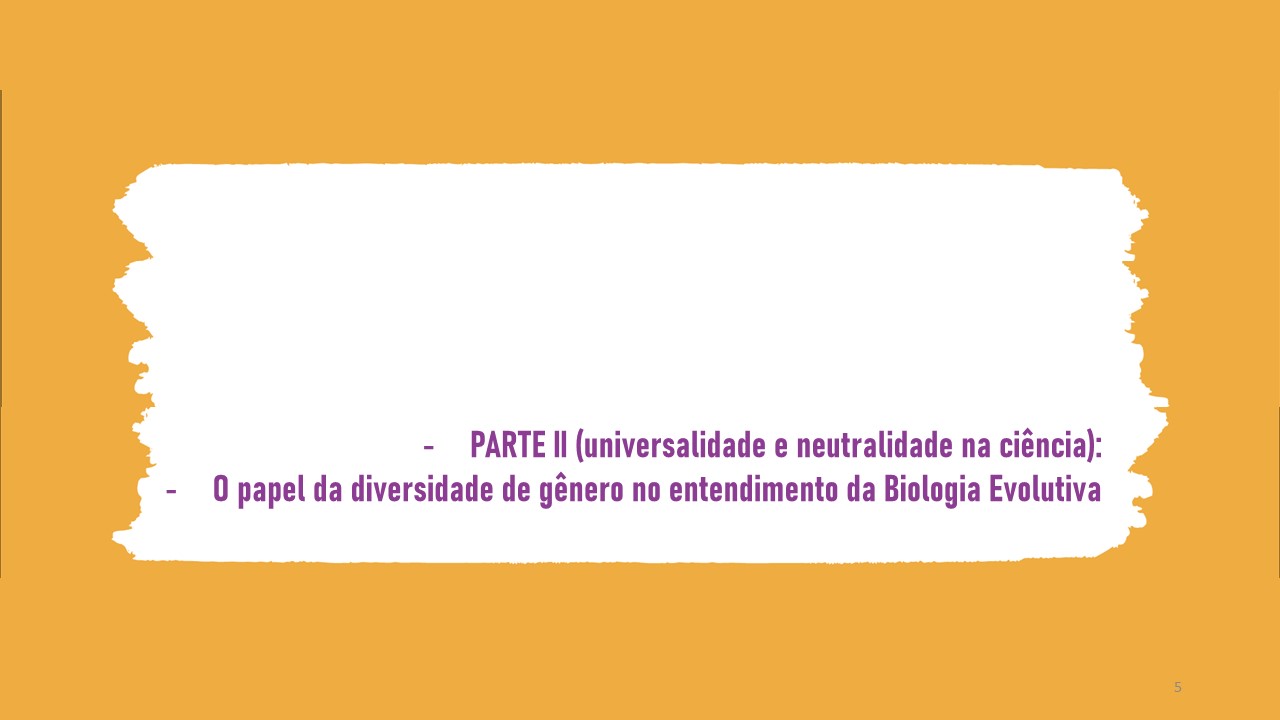 - PARTE II (universalidade e neutralidade na ciência):
- O papel da diversidade de gênero no entendimento da Biologia Evolutiva
5